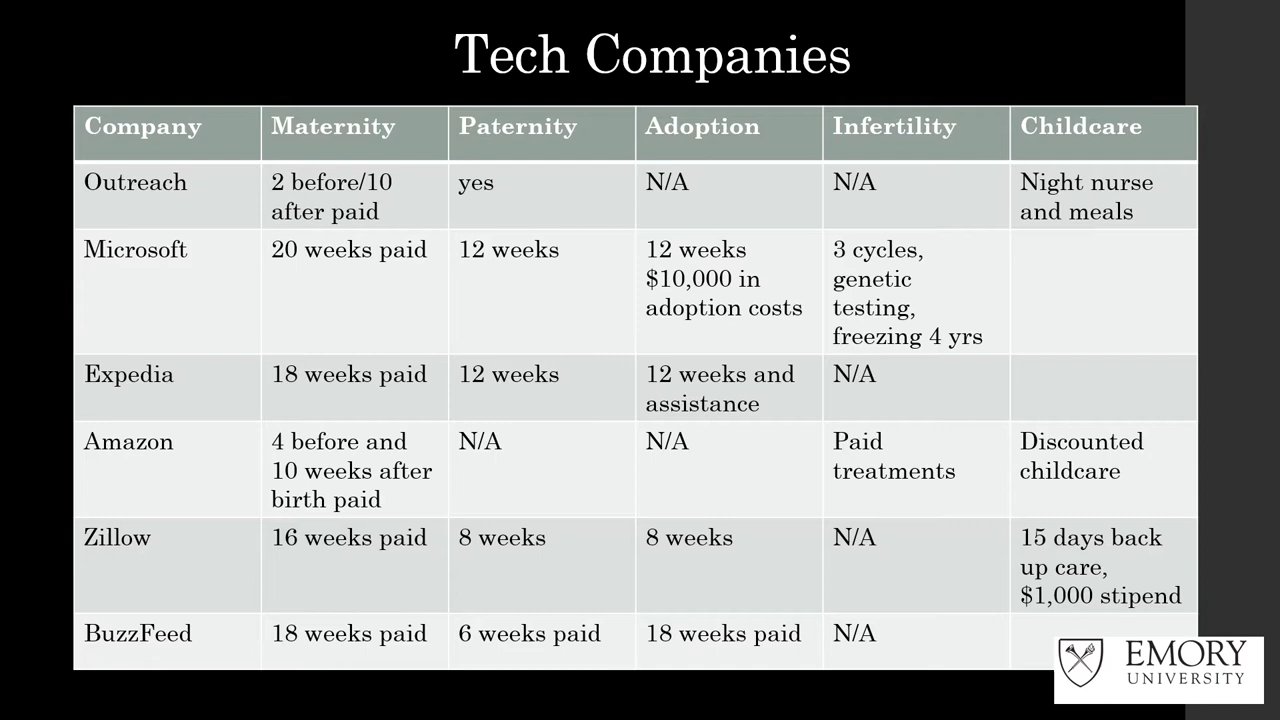 Tech Companies
Company Maternity Paternity Adoption Infertility Childcare
Outreach 2 before/10 yes N/A N/A Night nurse
after paid and meals
Microsoft 20 weeks paid 12 weeks 12 weeks 3 cycles,
$10,000 in genetic
adoption costs testing,
freezing 4 yrs
Expedia 18 weeks paid 12 weeks 12 weeks and N/A
assistance
Amazon 4 before and N/A N/A Paid Discounted
10 weeks after treatments childcare
birth paid
Zillow 16 weeks paid 8 weeks 8 weeks N/A 15 days back
up care,
$1,000 stipend
BuzzFeed 18 weeks paid 6 weeks paid 18 weeks paid N/A
EMORY
UNIVERSITY